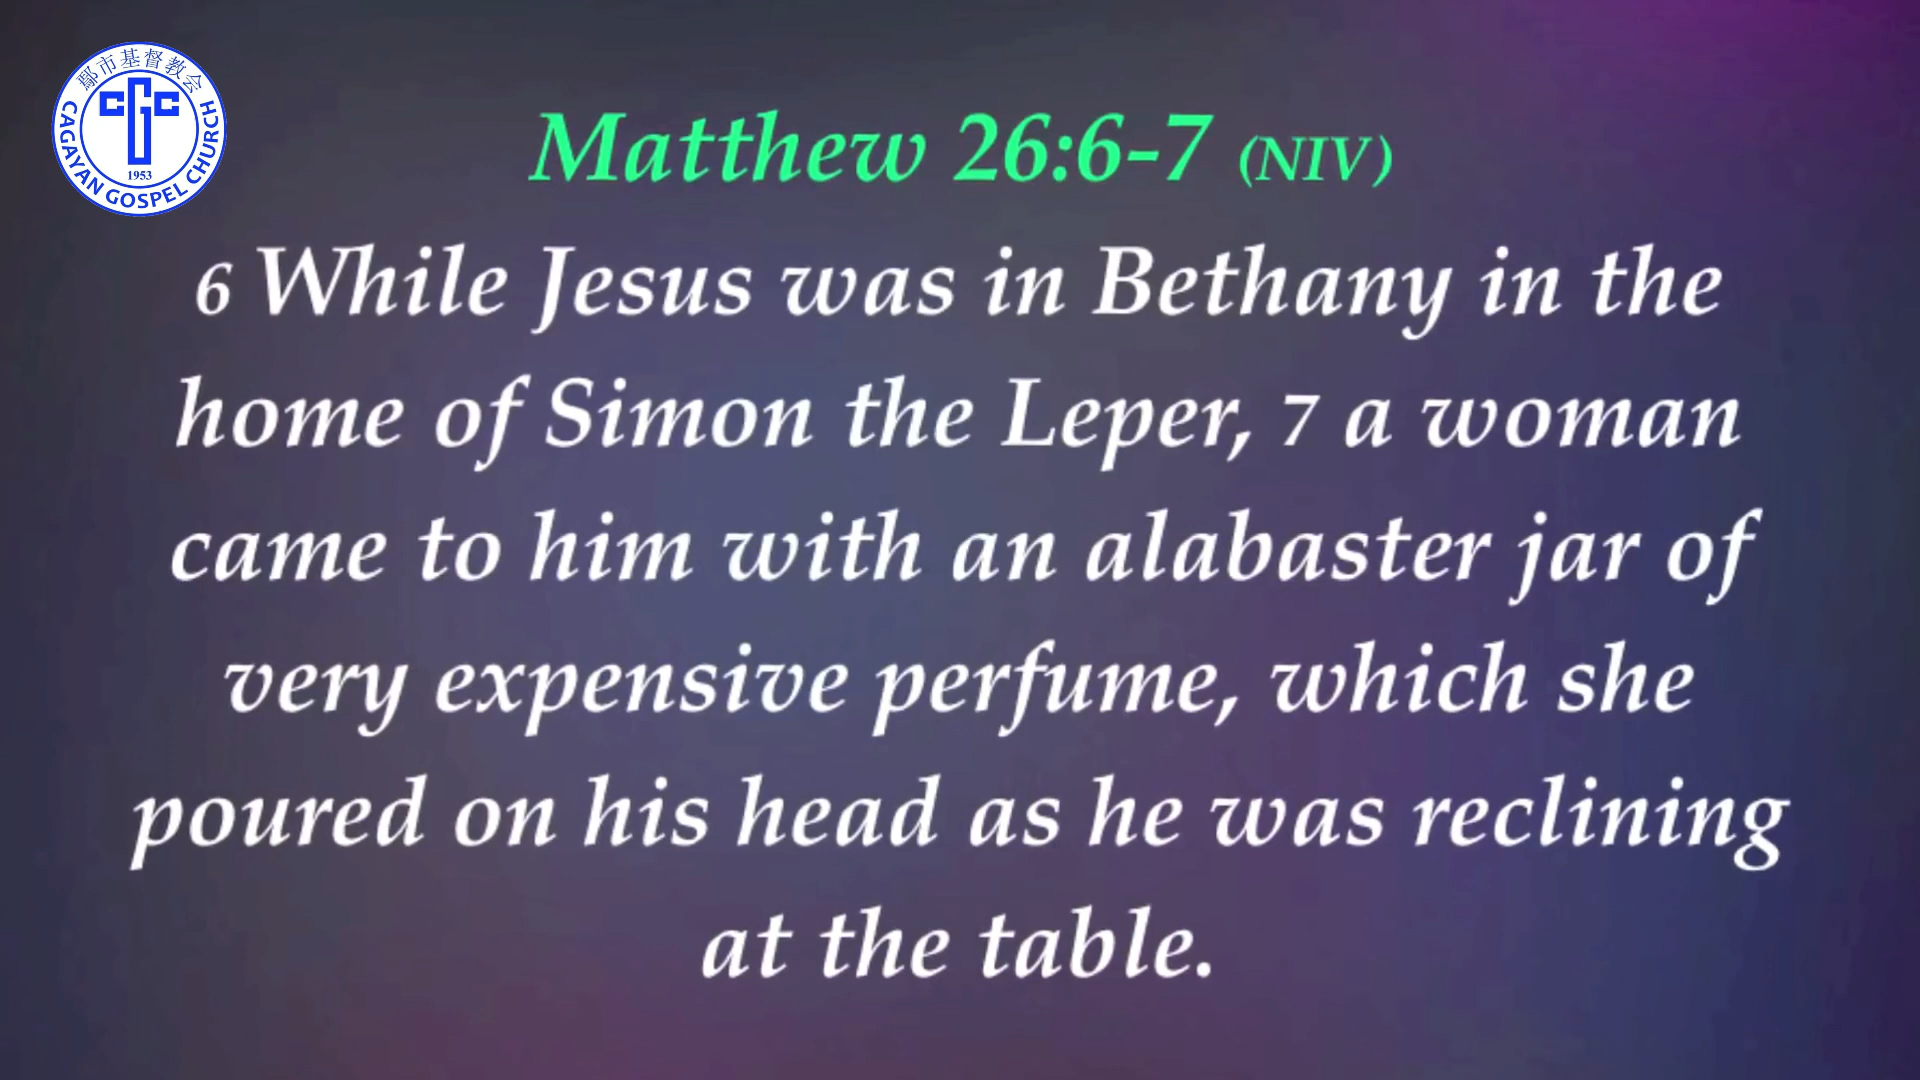 鄢市基督教会
CGC
1953
CAGAYAN GOSPEL CHURCH
Matthew 26:6-7 (NIV)
6 While Jesus was in Bethany in the
home of Simon the Leper, 7 a woman
came to him with an alabaster jar of
very expensive perfume, which she
poured on his head as he was reclining
at the table.